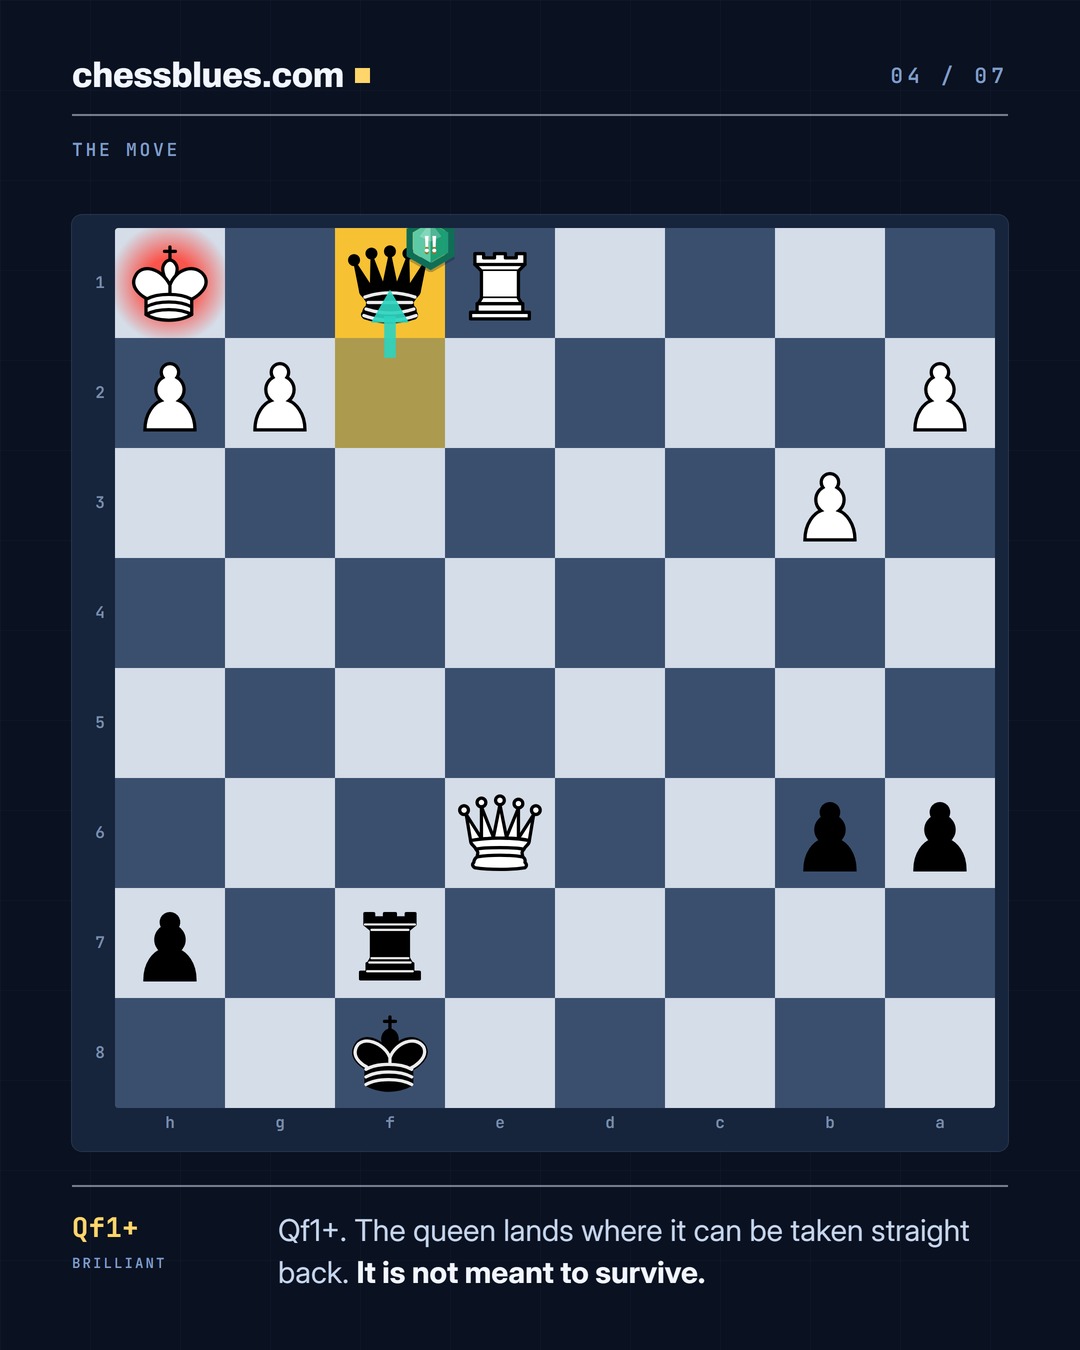 chessblues.com
04 / 07
THE MOVE
!!
1
2
3
4
5
6
7
8
h g f e d c b a
Qf1+
BRILLIANT
Qf1+. The queen lands where it can be taken straight
back. It is not meant to survive.